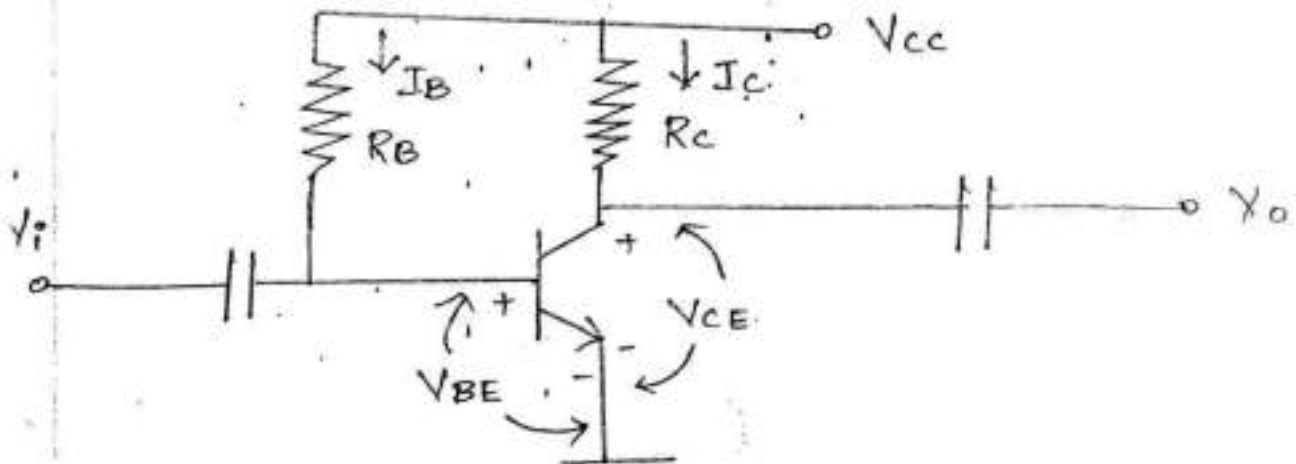 VCC
IB
IC
RB
RC
Vi
Vo
+
+
VCE
-
-
VBE